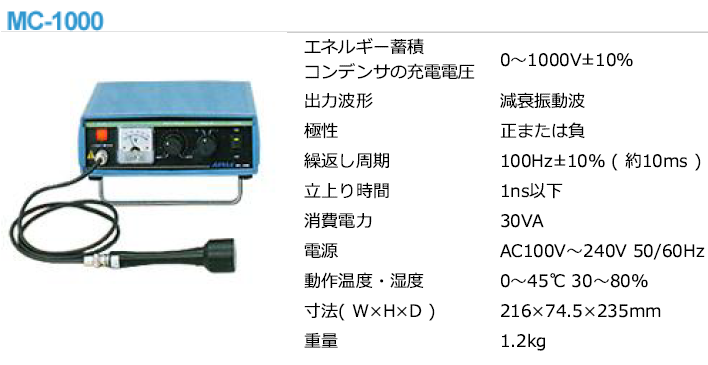 MC-1000
エネルギー蓄積
コンデンサの充電電圧 0～1000V±10%
出力波形 減衰振動波
極性 正または負
繰返し周期 100Hz±10% ( 約10ms )
立上り時間 1ns以下
消費電力 30VA
電源 AC100V～240V 50/60Hz
動作温度・湿度 0～45℃ 30～80%
寸法( W×H×D ) 216×74.5×235mm
重量 1.2kg